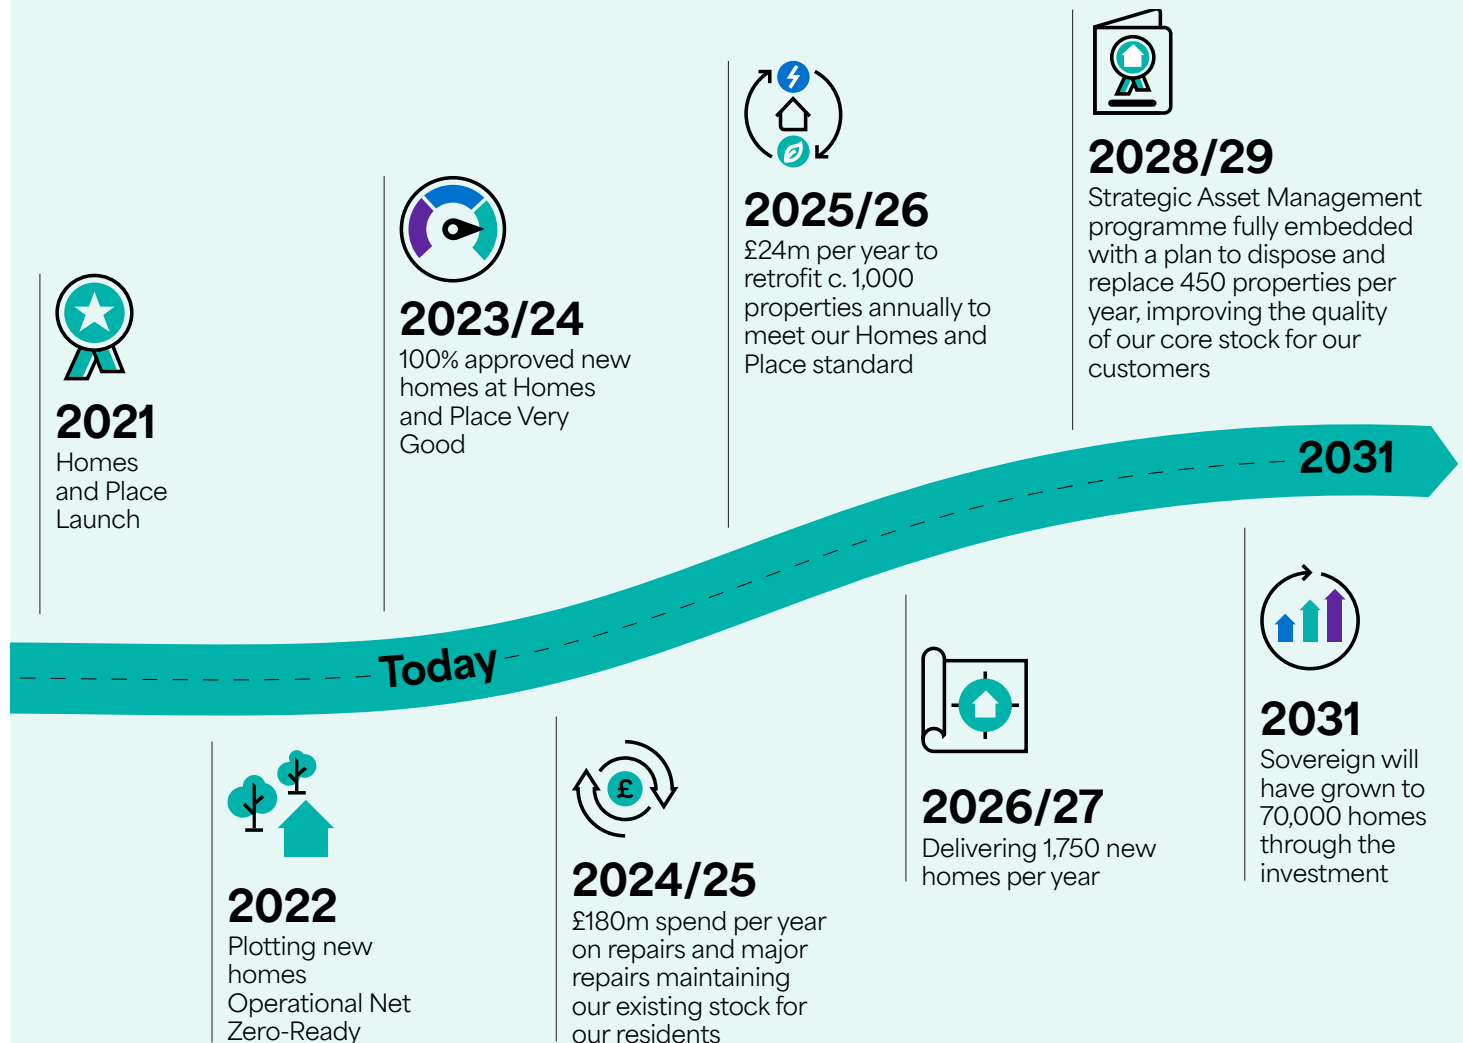 2021
Homes
and Place
Launch
2022
Plotting new
homes
Operational Net
Zero-Ready
2023/24
100% approved new
homes at Homes
and Place Very
Good
Today
2024/25
£180m spend per year
on repairs and major
repairs maintaining
our existing stock for
our residents
£
2025/26
£24m per year to
retrofit c. 1,000
properties annually to
meet our Homes and
Place standard
2026/27
Delivering 1,750 new
homes per year
2028/29
Strategic Asset Management
programme fully embedded
with a plan to dispose and
replace 450 properties per
year, improving the quality
of our core stock for our
customers
2031
2031
Sovereign will
have grown to
70,000 homes
through the
investment